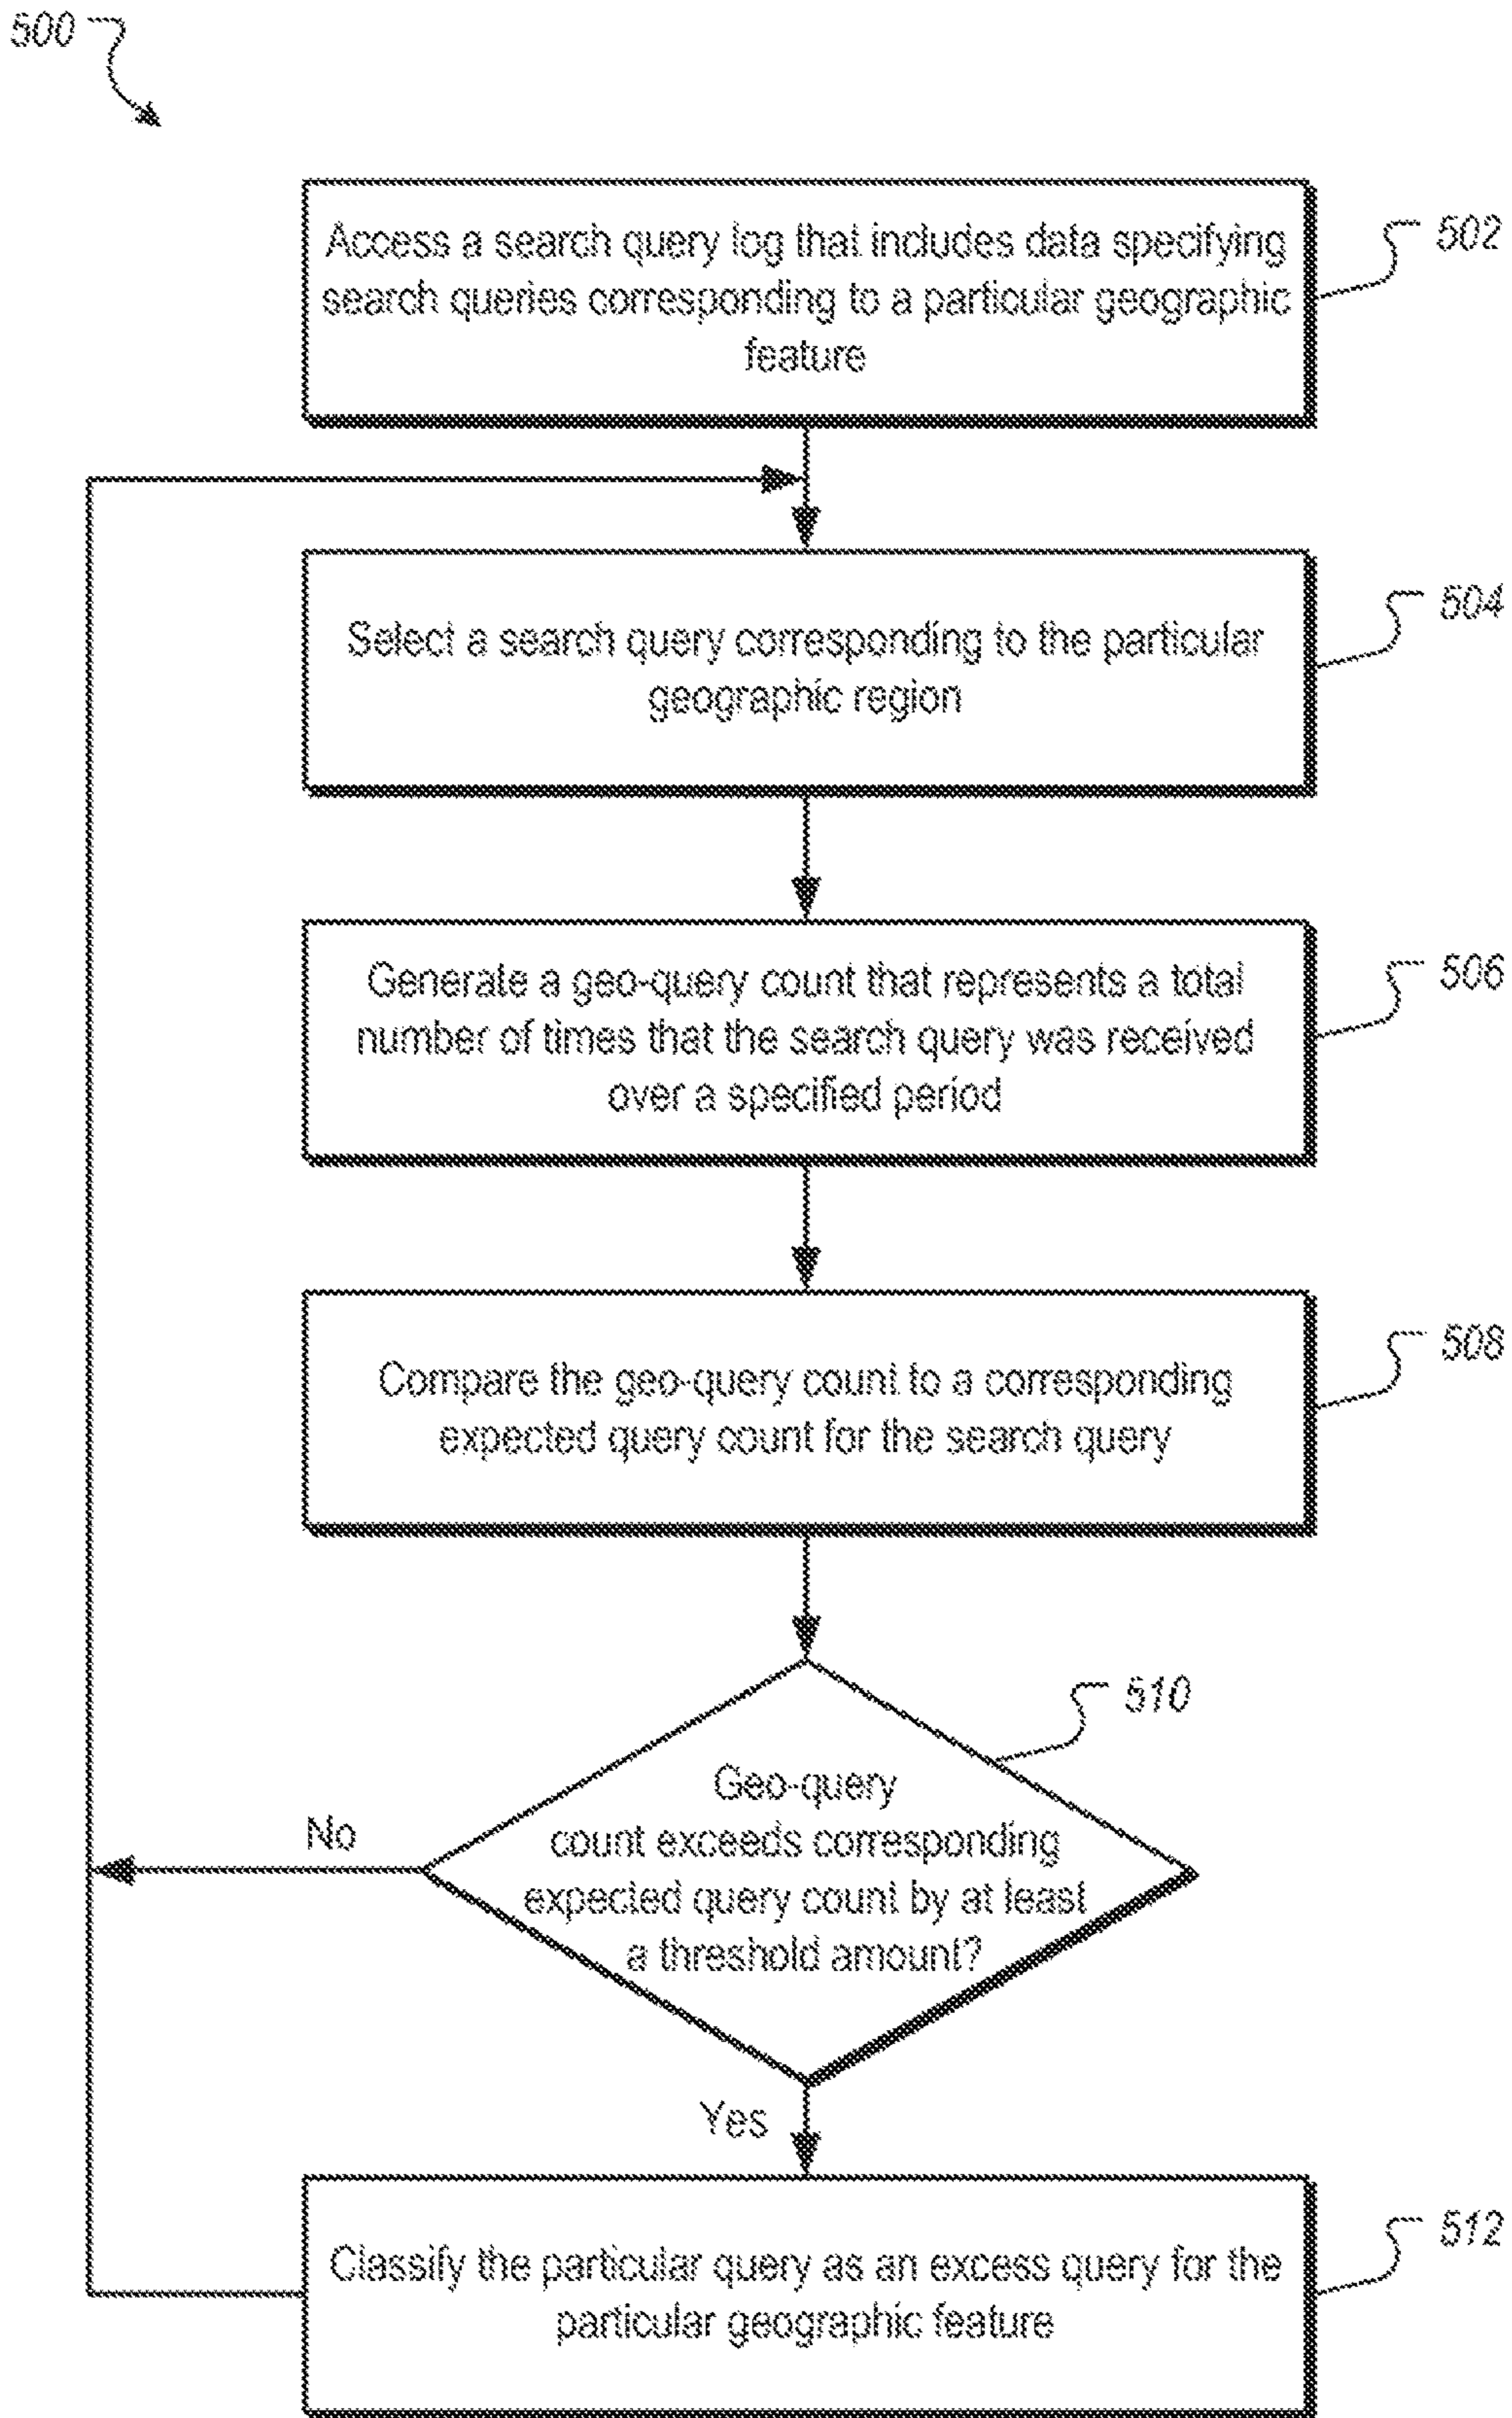 500
Access a search query log that includes data specifying
search queries corresponding to a particular geographic
feature
502
Select a search query corresponding to the particular
geographic region
504
Generate a geo-query count that represents a total
number of times that the search query was received
over a specified period
506
Compare the geo-query count to a corresponding
expected query count for the search query
508
510
Geo-query
count exceeds corresponding
expected query count by at least
a threshold amount?
No
Yes
Classify the particular query as an excess query for the
particular geographic feature
512